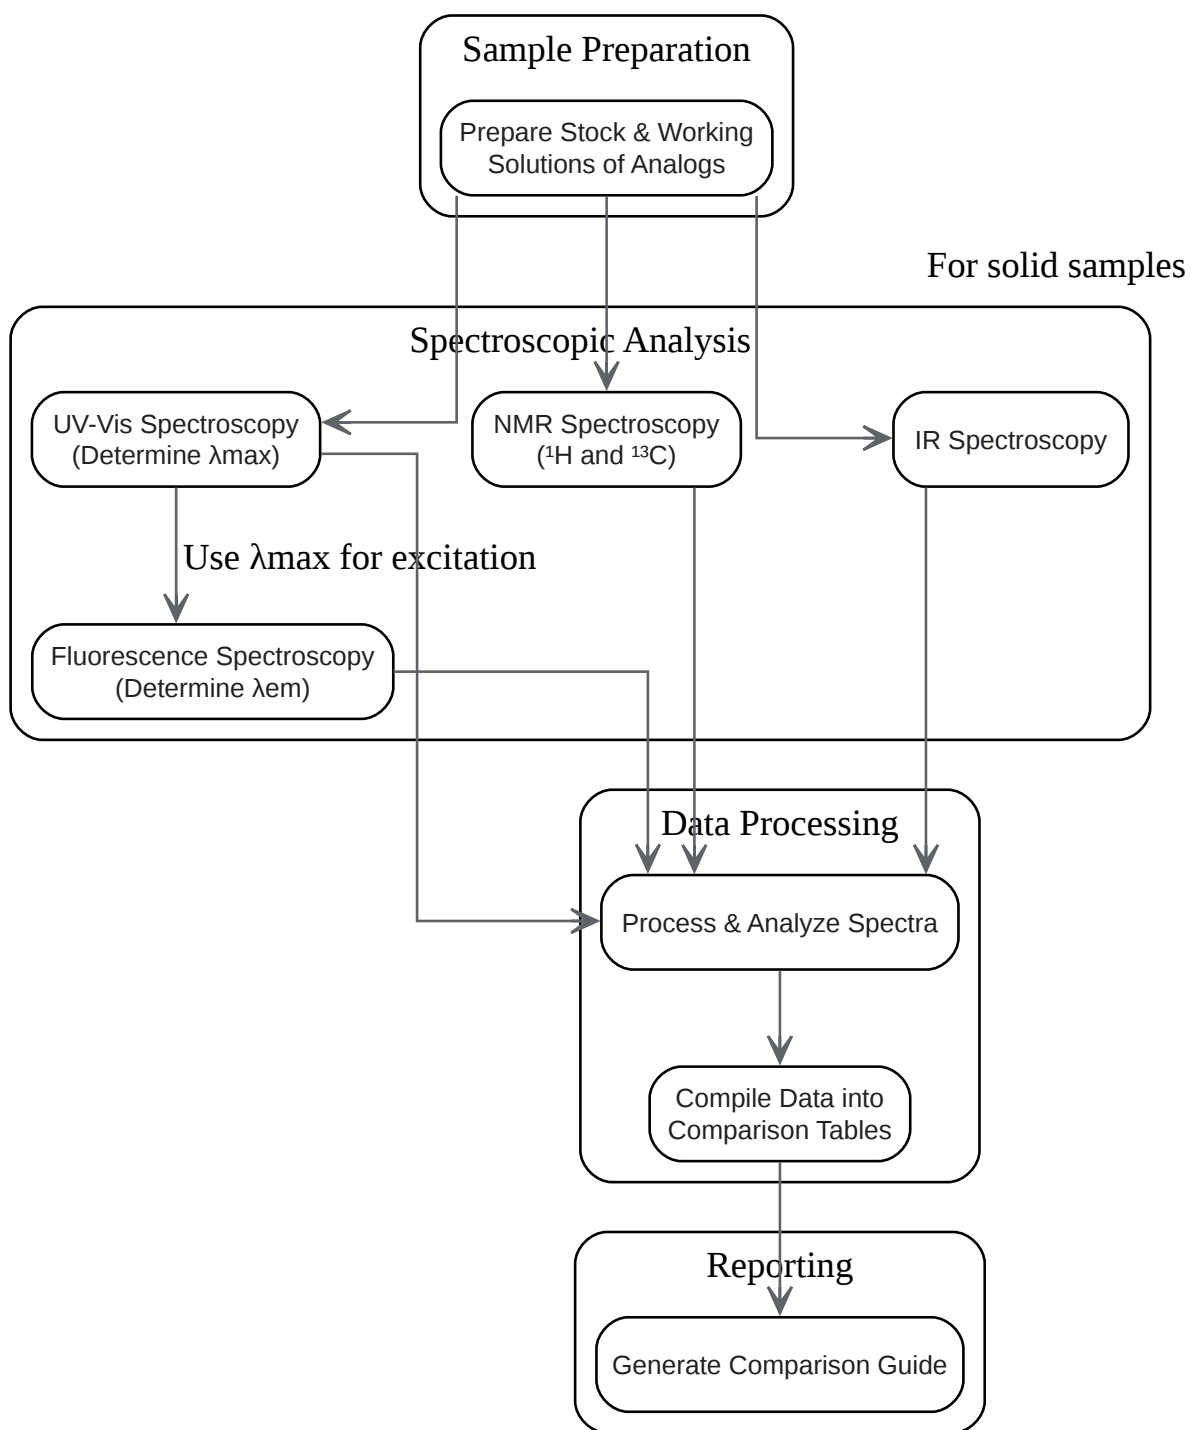 Sample Preparation
Prepare Stock & Working
Solutions of Analogs
For solid samples
Spectroscopic Analysis
UV-Vis Spectroscopy
(Determine λmax)
NMR Spectroscopy
(¹H and ¹³C)
IR Spectroscopy
Use λmax for excitation
Fluorescence Spectroscopy
(Determine λem)
Data Processing
Process & Analyze Spectra
Compile Data into
Comparison Tables
Reporting
Generate Comparison Guide